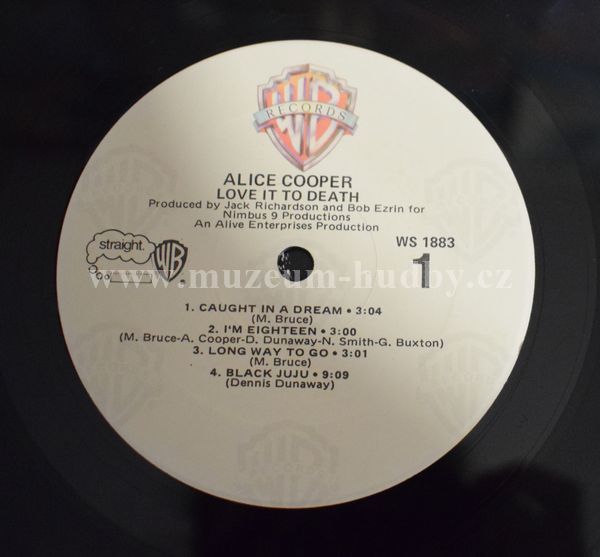 WB
RECORDS
ALICE COOPER
LOVE IT TO DEATH
Produced by Jack Richardson and Bob Ezrin for
Nimbus 9 Productions
An Alive Enterprises Production
straight. WB
WS 1883
1
www.muzeum-hudby.cz
1. CAUGHT IN A DREAM • 3:04
(M. Bruce)
2. I'M EIGHTEEN • 3:00
(M. Bruce-A. Cooper-D. Dunaway-N. Smith-G. Buxton)
3. LONG WAY TO GO • 3:01
(M. Bruce)
4. BLACK JUJU • 9:09
(Dennis Dunaway)